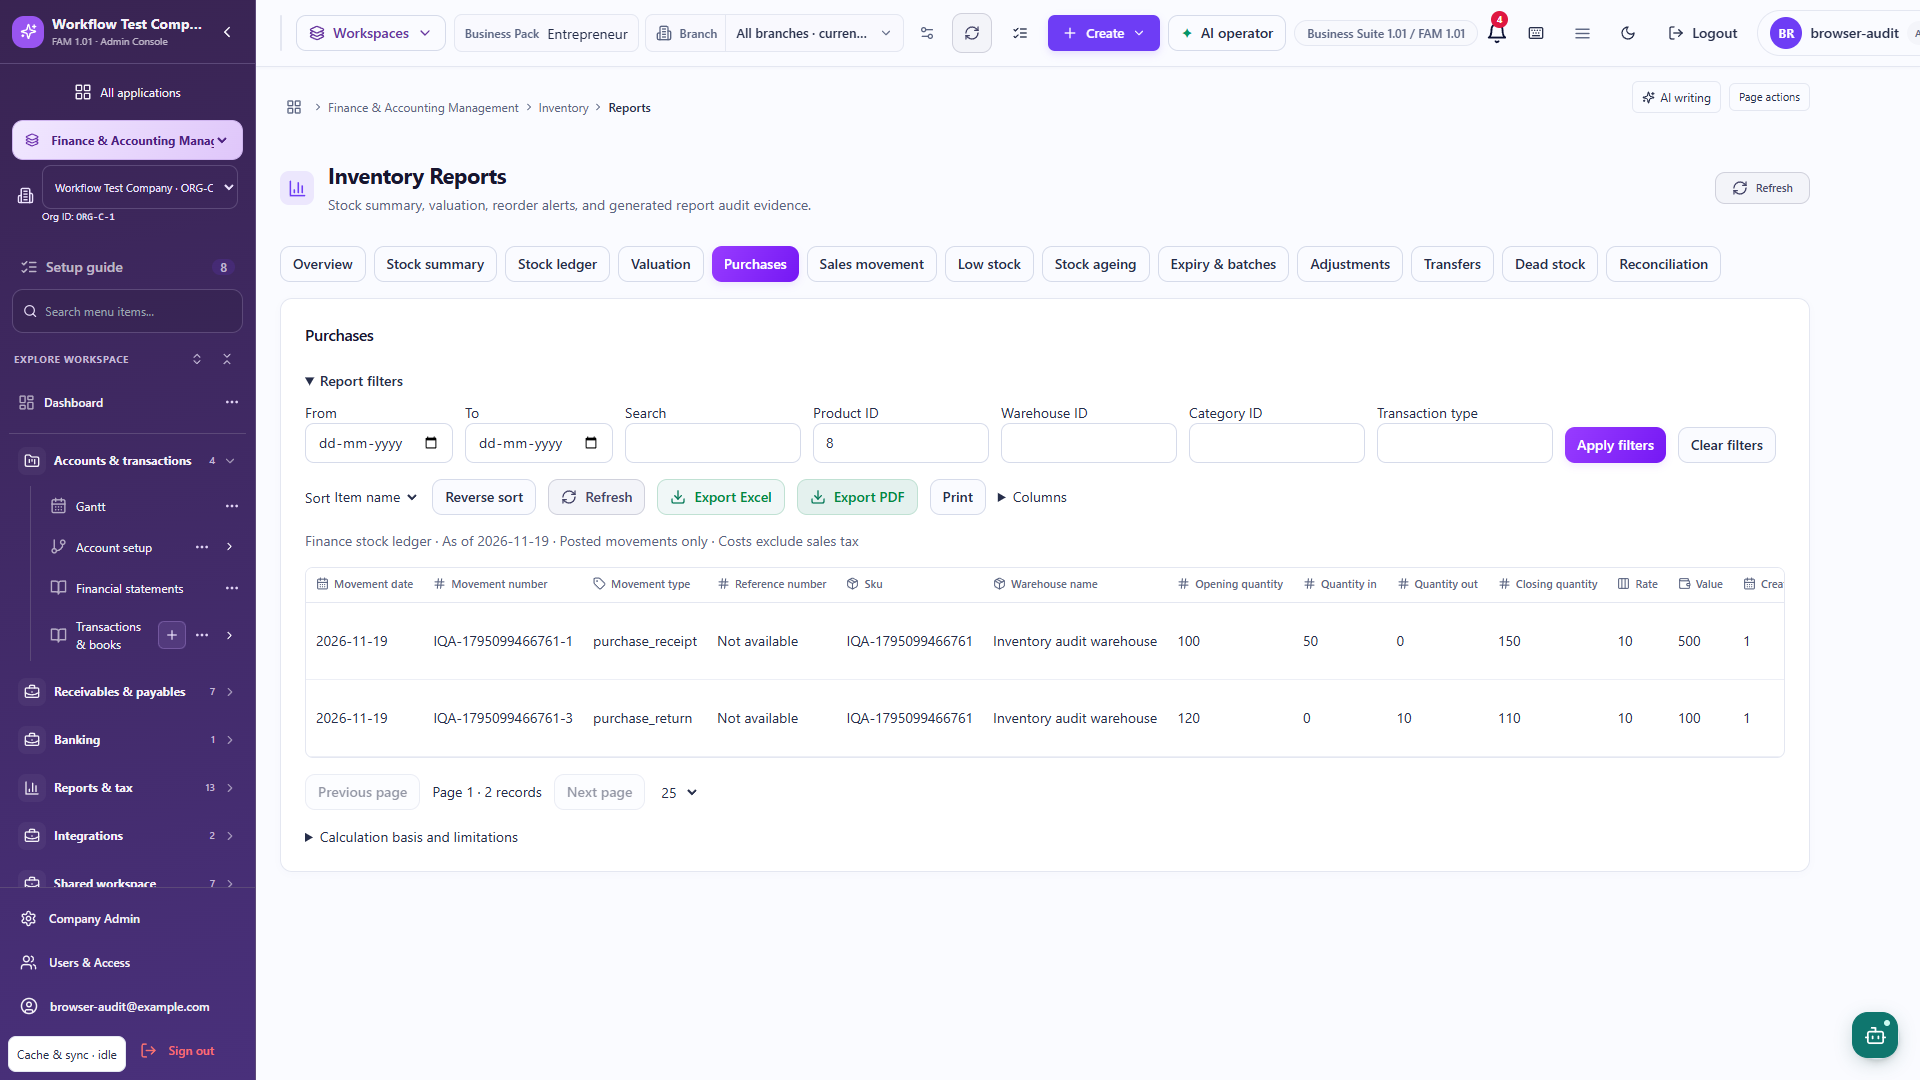 Workflow Test Comp...
FAM 1.01 · Admin Console
All applications
Finance & Accounting Manag
Workflow Test Company · ORG-C
Org ID: ORG-C-1
Setup guide 8
Search menu items...
EXPLORE WORKSPACE
Dashboard
Accounts & transactions 4
Gantt
Account setup
Financial statements
Transactions & books
Receivables & payables 7
Banking 1
Reports & tax 13
Integrations 2
Shared workspace 7
Company Admin
Users & Access
browser-audit@example.com
Cache & sync · idle
Sign out
Workspaces
Business Pack Entrepreneur
Branch All branches · curren...
Create
AI operator
Business Suite 1.01 / FAM 1.01
4
Logout
BR browser-audit
Finance & Accounting Management > Inventory > Reports
AI writing
Page actions
Inventory Reports
Stock summary, valuation, reorder alerts, and generated report audit evidence.
Refresh
Overview Stock summary Stock ledger Valuation Purchases Sales movement Low stock Stock ageing Expiry & batches Adjustments Transfers Dead stock Reconciliation
Purchases
Report filters
From To Search Product ID Warehouse ID Category ID Transaction type
dd-mm-yyyy dd-mm-yyyy 8 Apply filters Clear filters
Sort Item name Reverse sort Refresh Export Excel Export PDF Print Columns
Finance stock ledger · As of 2026-11-19 · Posted movements only · Costs exclude sales tax
Movement date # Movement number Movement type # Reference number Sku Warehouse name # Opening quantity # Quantity in # Quantity out # Closing quantity Rate Value Crea
2026-11-19 IQA-1795099466761-1 purchase_receipt Not available IQA-1795099466761 Inventory audit warehouse 100 50 0 150 10 500 1
2026-11-19 IQA-1795099466761-3 purchase_return Not available IQA-1795099466761 Inventory audit warehouse 120 0 10 110 10 100 1
Previous page Page 1 · 2 records Next page 25
Calculation basis and limitations